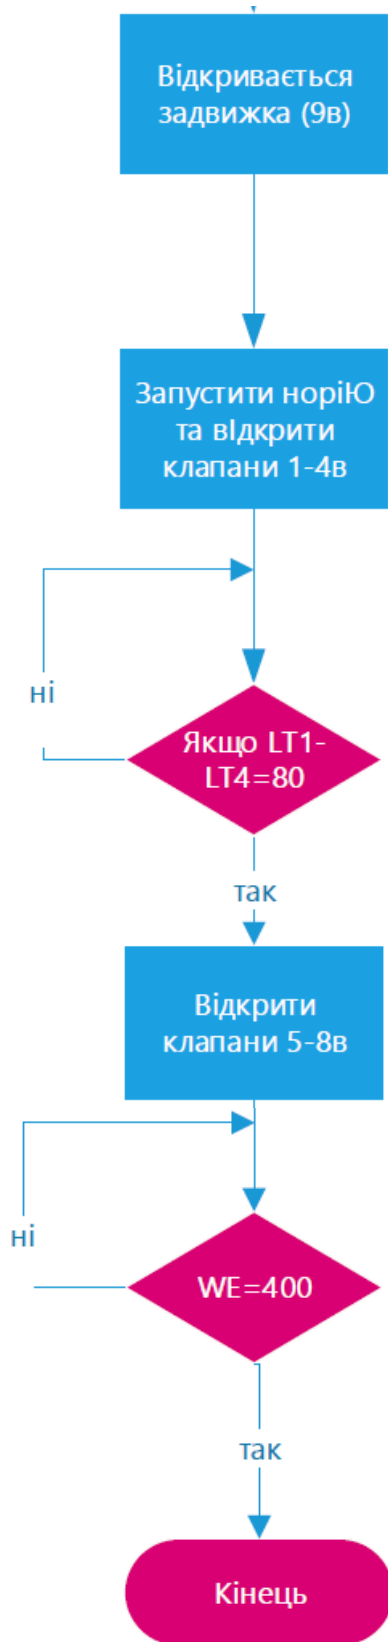 Відкривається
задвижка (9в)
Запустити норіЮ
та вІдкрити
клапани 1-4в
ні
Якщо LT1-
LT4=80
так
Відкрити
клапани 5-8в
ні
WE=400
так
Кінець